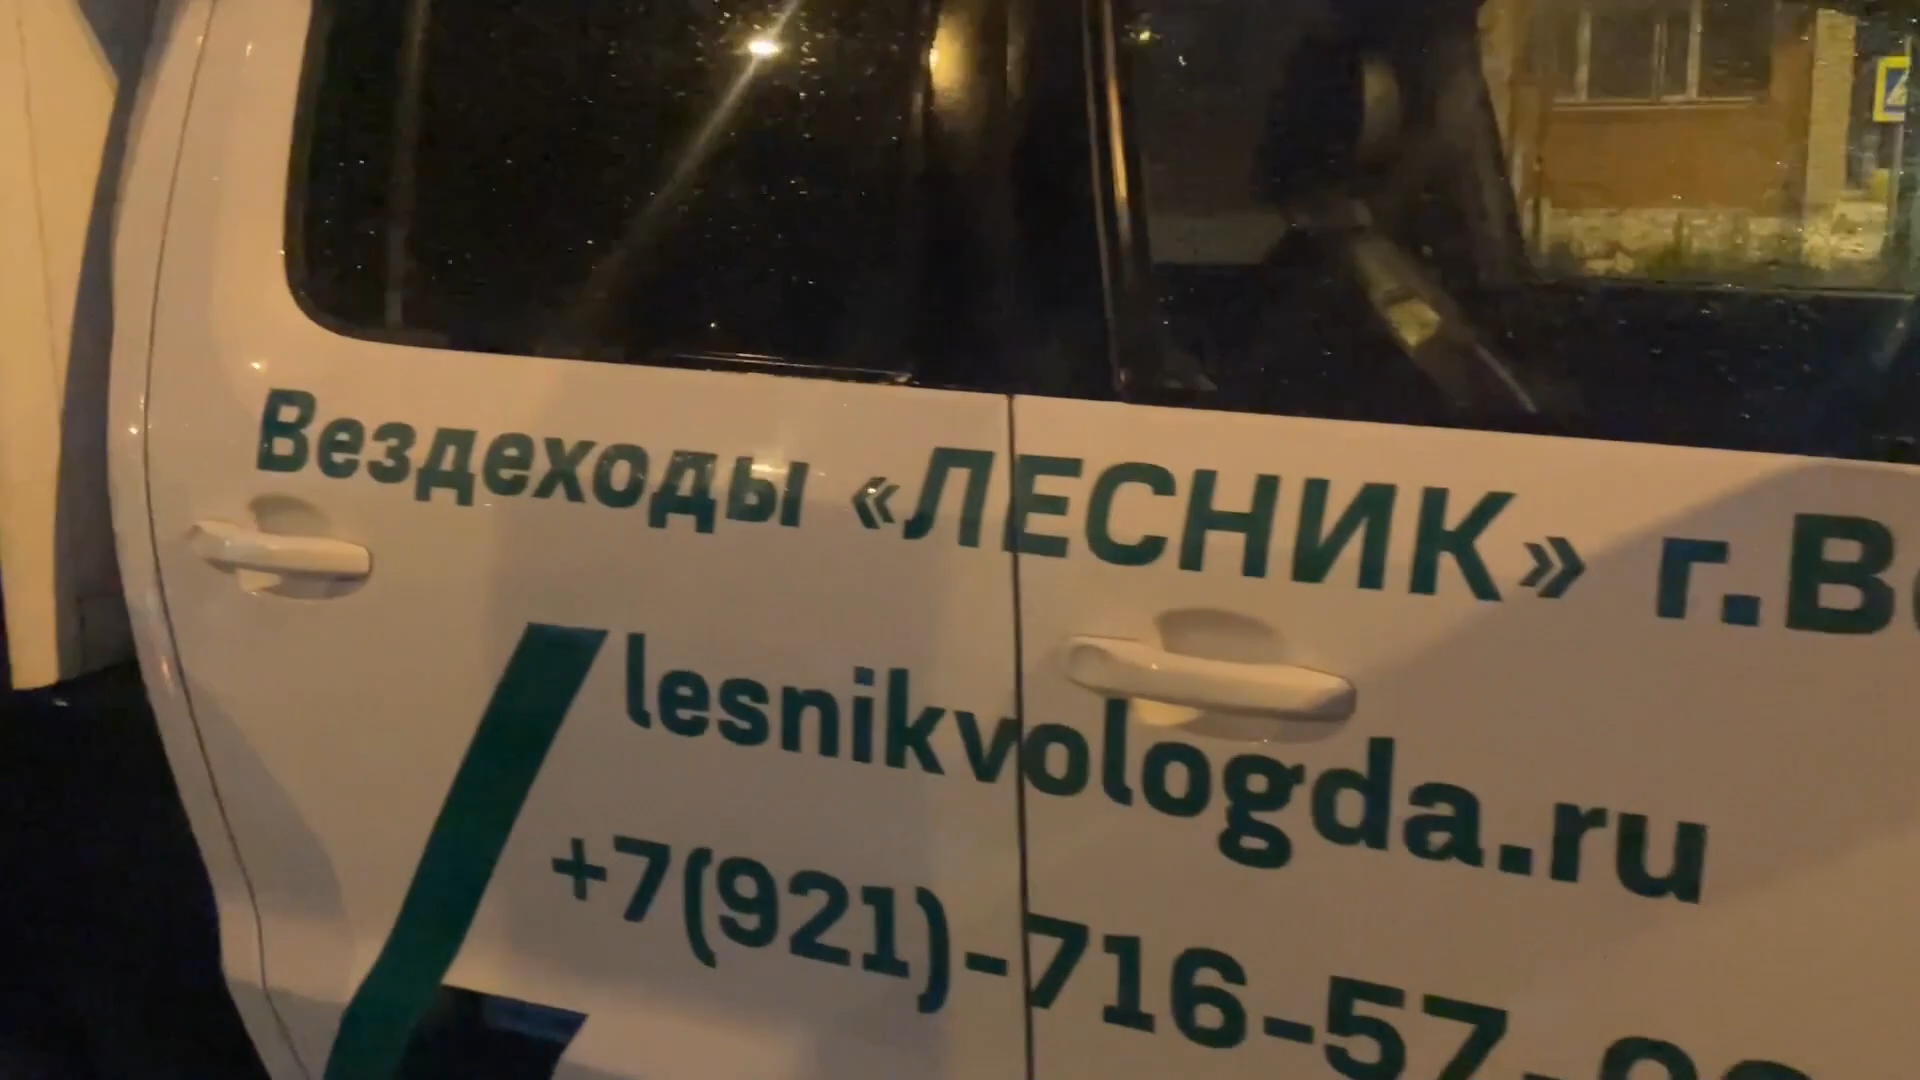 Вездеходы «ЛЕСНИК» г.В
lesnikvologda.ru
+7(921)-716-57-